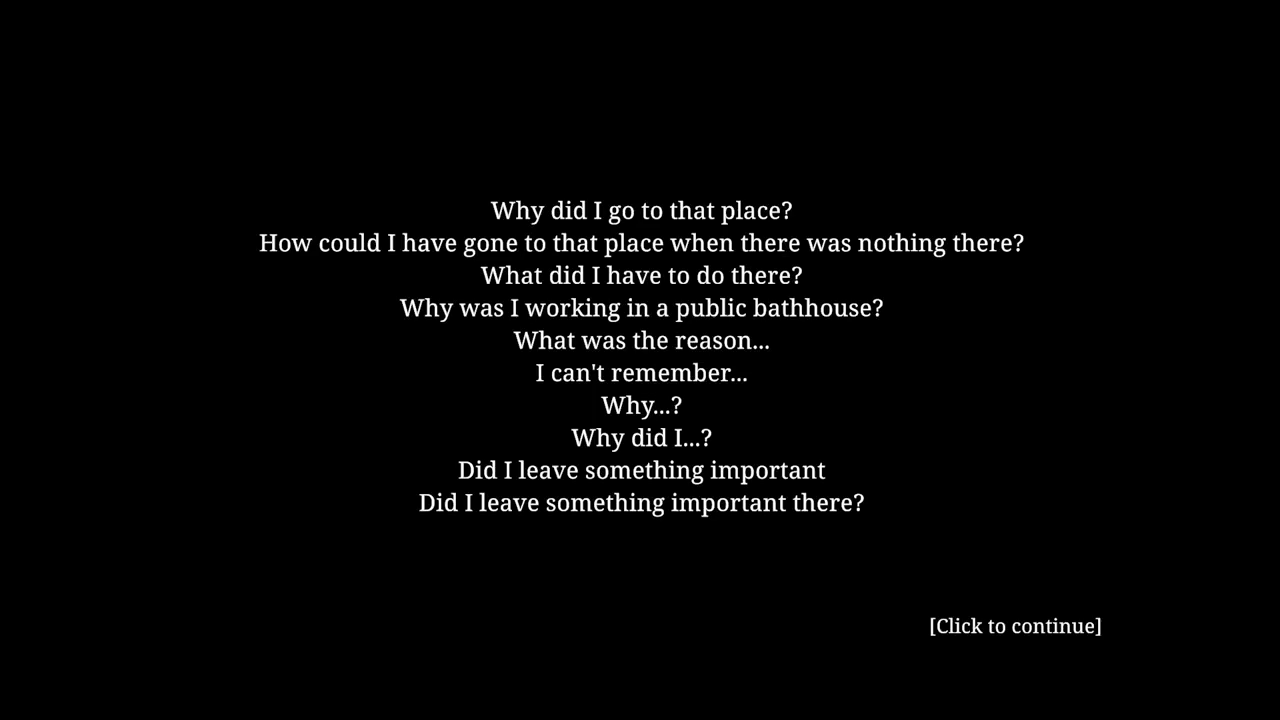 Why did I go to that place?
How could I have gone to that place when there was nothing there?
What did I have to do there?
Why was I working in a public bathhouse?
What was the reason...
I can't remember...
Why...?
Why did I...?
Did I leave something important
Did I leave something important there?
[Click to continue]